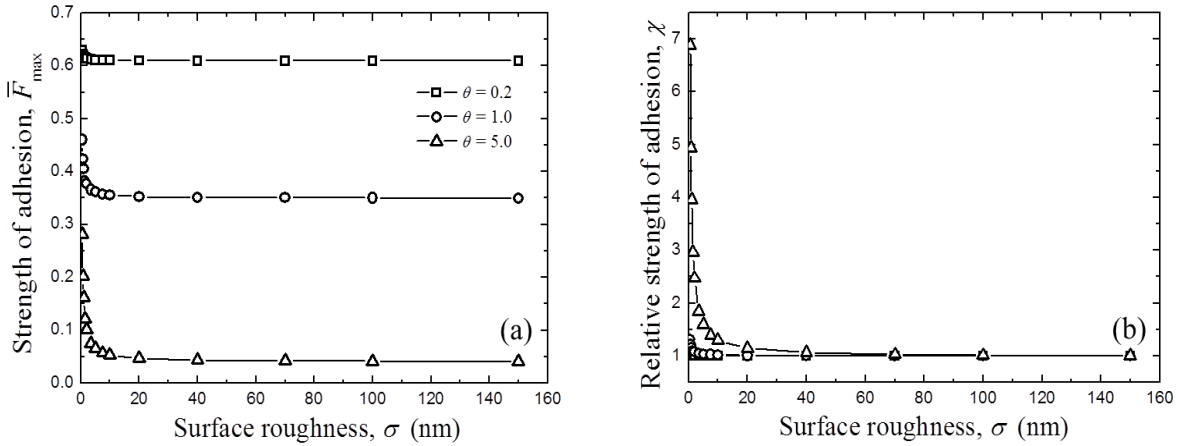 Strength of adhesion, F̅max
0.7
0.6
0.5
0.4
0.3
0.2
0.1
0.0
θ = 0.2
θ = 1.0
θ = 5.0
(a)
0 20 40 60 80 100 120 140 160
Surface roughness, σ (nm)
Relative strength of adhesion, χ
7
6
5
4
3
2
1
(b)
0 20 40 60 80 100 120 140 160
Surface roughness, σ (nm)